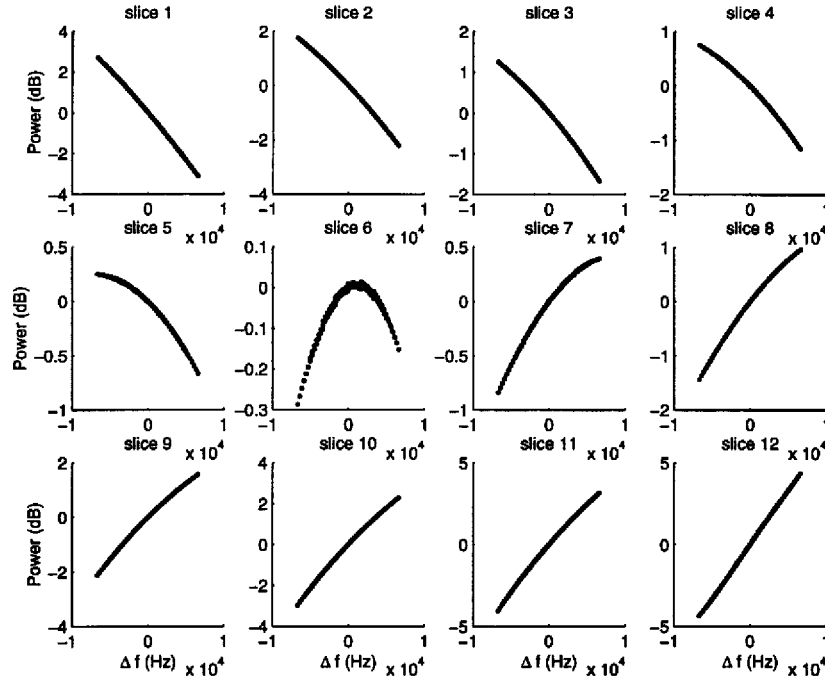 slice 1 slice 2 slice 3 slice 4
4 2 2 1
2 1
0 0 0 0
−2 −1
−4 −4 −2 −2
Power (dB)
−1 0 1 −1 0 1 −1 0 1 −1 0 1
x 10^4 x 10^4 x 10^4 x 10^4
slice 5 slice 6 slice 7 slice 8
0.5 0.1 0.5 1
0 0 0 0
−0.1
−0.5 −0.2 −0.5 −1
−1 −0.3 −1 −2
Power (dB)
−1 0 1 −1 0 1 −1 0 1 −1 0 1
x 10^4 x 10^4 x 10^4 x 10^4
slice 9 slice 10 slice 11 slice 12
2 4 5 5
2
0 0 0 0
−2 −2
−4 −4 −5 −5
Power (dB)
−1 0 1 −1 0 1 −1 0 1 −1 0 1
Δ f (Hz) x 10^4 Δ f (Hz) x 10^4 Δ f (Hz) x 10^4 Δ f (Hz) x 10^4